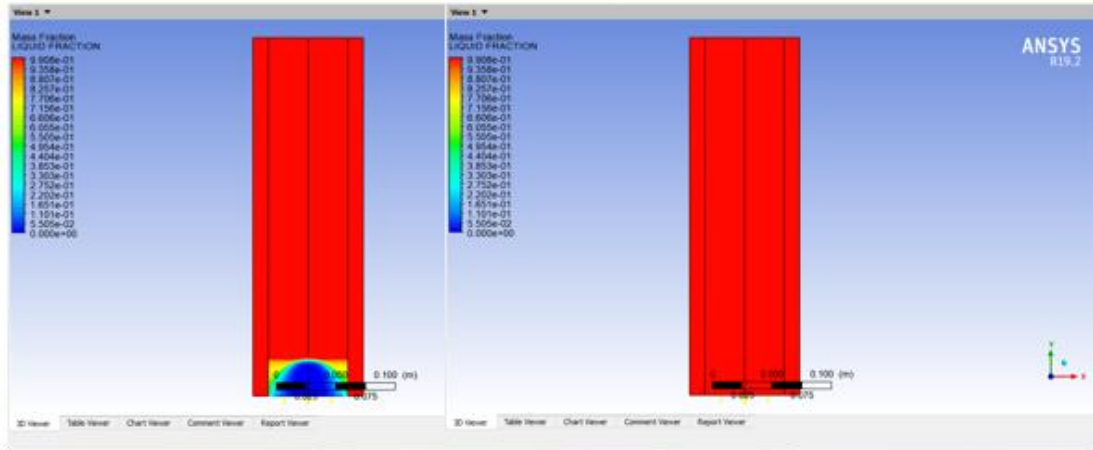 View 1
Mass Fraction
LIQUID FRACTION
9.908e-01
9.358e-01
8.807e-01
8.257e-01
7.706e-01
7.156e-01
6.606e-01
6.055e-01
5.505e-01
4.954e-01
4.404e-01
3.853e-01
3.303e-01
2.752e-01
2.202e-01
1.651e-01
1.101e-01
5.505e-02
0.000e+00
0 0.050 0.100 (m)
0.025 0.075
3D Viewer Table Viewer Chart Viewer Comment Viewer Report Viewer
View 1
Mass Fraction
LIQUID FRACTION
9.908e-01
9.358e-01
8.807e-01
8.257e-01
7.706e-01
7.156e-01
6.606e-01
6.055e-01
5.505e-01
4.954e-01
4.404e-01
3.853e-01
3.303e-01
2.752e-01
2.202e-01
1.651e-01
1.101e-01
5.505e-02
0.000e+00
ANSYS
R19.2
0 0.050 0.100 (m)
0.025 0.075
Y
X
3D Viewer Table Viewer Chart Viewer Comment Viewer Report Viewer